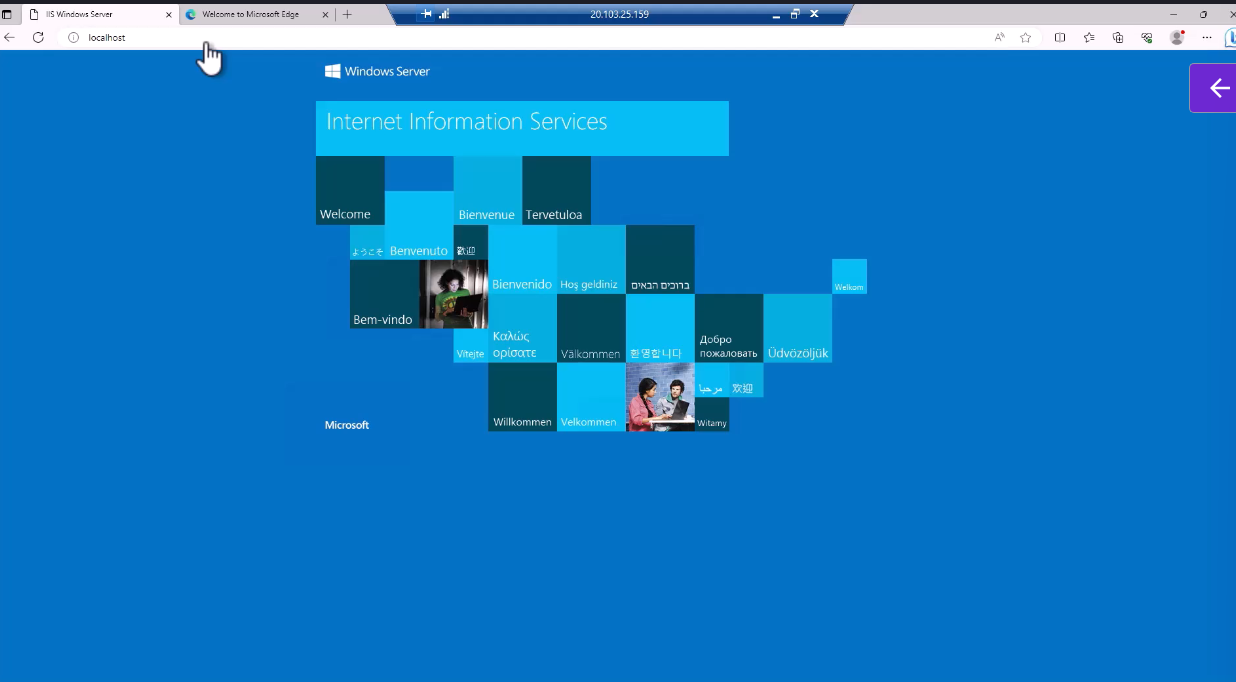 IIS Windows Server
Welcome to Microsoft Edge
20.103.25.159
localhost
Windows Server
Internet Information Services
Welcome
Bienvenue
Tervetuloa
ようこそ
Benvenuto
歡迎
Bienvenido
Hoş geldiniz
ברוכים הבאים
Welkom
Bem-vindo
Vítejte
Καλώς
ορίσατε
Välkommen
환영합니다
Добро
пожаловать
Üdvözöljük
مرحبا
欢迎
Willkommen
Velkommen
Witamy
Microsoft